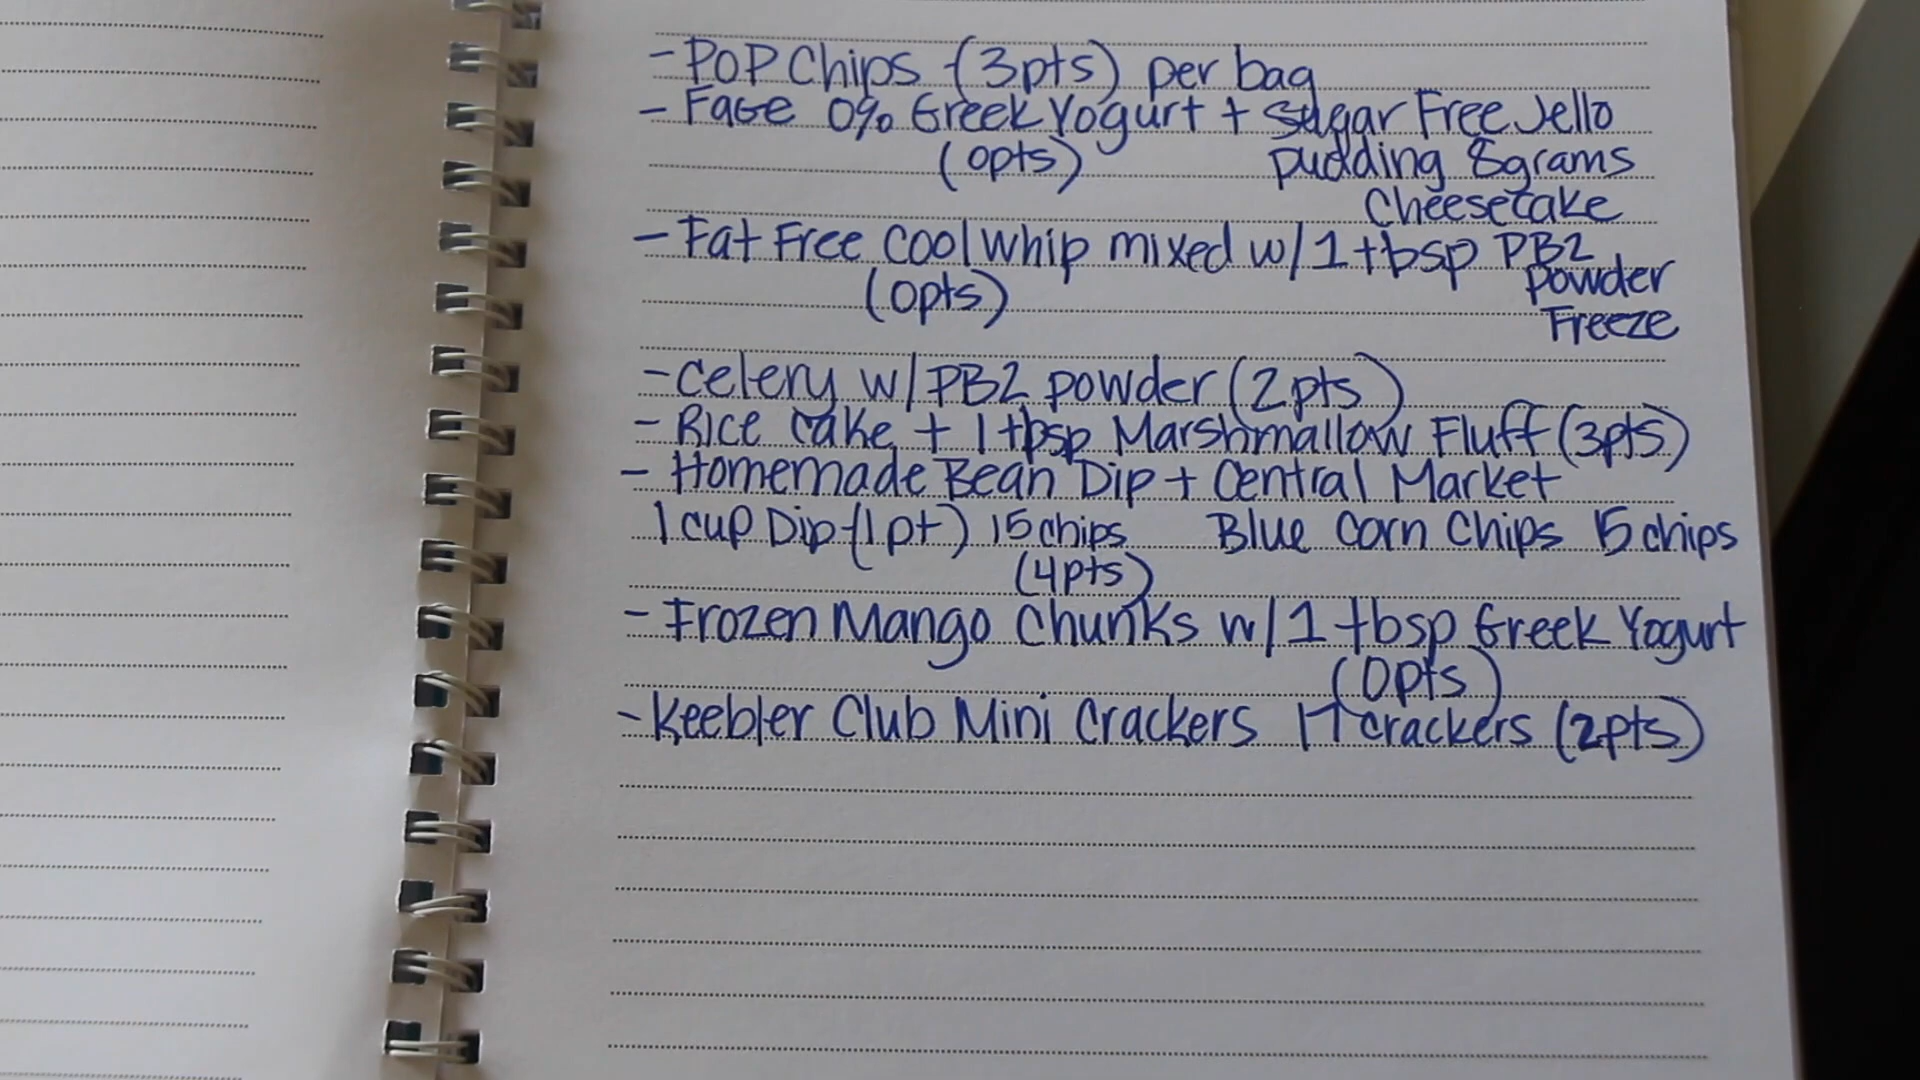 - POP Chips (3pts) per bag
- Fage 0% Greek Yogurt + Sugar Free Jello
(0pts) pudding 8grams
Cheesecake
- Fat Free Cool Whip mixed w/1 tbsp PB2
(0pts) Powder
Freeze
- Celery w/ PB2 powder (2pts)
- Rice Cake + 1 tbsp Marshmallow Fluff (3pts)
- Homemade Bean Dip + Central Market
1 cup Dip (1pt) 15 chips Blue Corn Chips 15 chips
(4pts)
- Frozen Mango Chunks w/1 tbsp Greek Yogurt
(0pts)
- Keebler Club Mini Crackers 17 crackers (2pts)